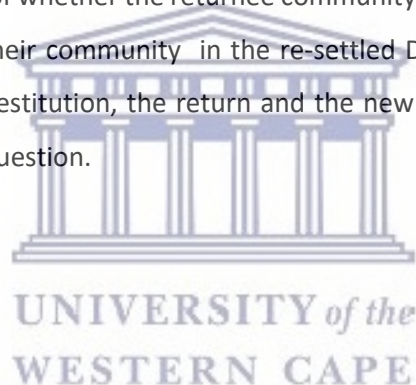 of whether the returnee community
their community in the re-settled D
estitution, the return and the new
uestion.
UNIVERSITY of the
WESTERN CAPE